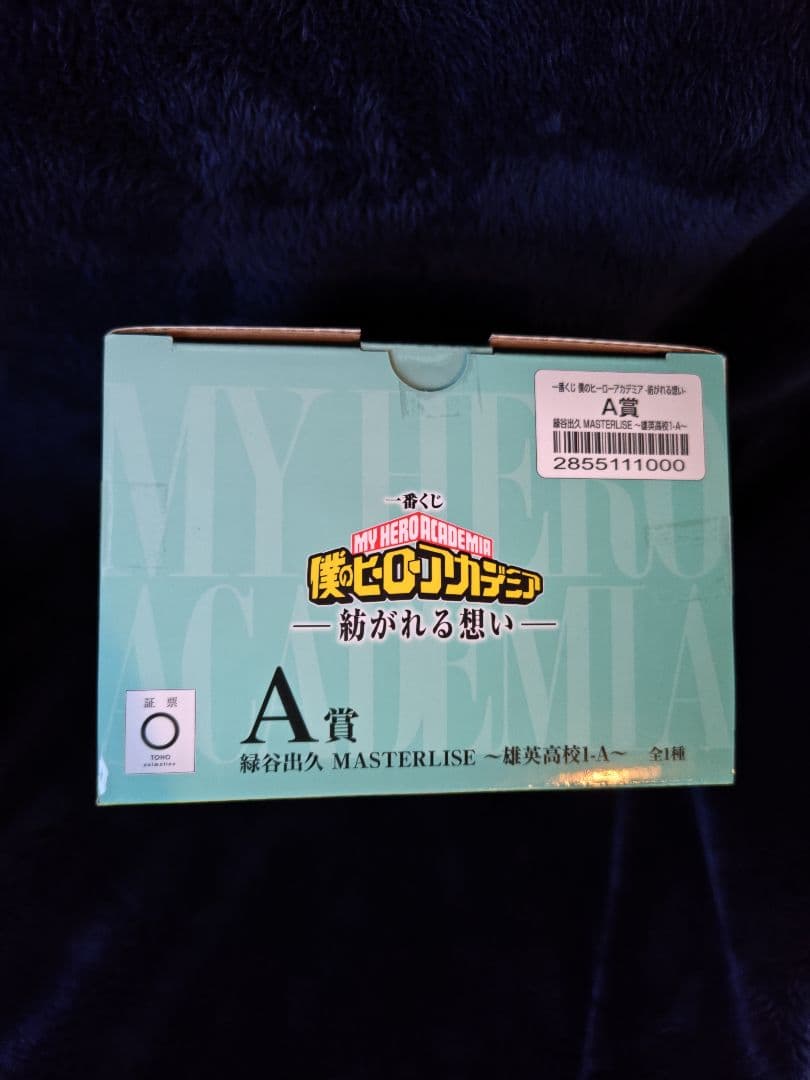 一番くじ 僕のヒーローアカデミア -紡がれる想い-
A賞
緑谷出久 MASTERLISE ～雄英高校1-A～
2855111000
MY HERO
ACADEMIA
一番くじ
MY HERO ACADEMIA
僕のヒーローアカデミア
―紡がれる想い―
A賞
緑谷出久 MASTERLISE ～雄英高校1-A～ 全1種
証 票
TOHO
animation